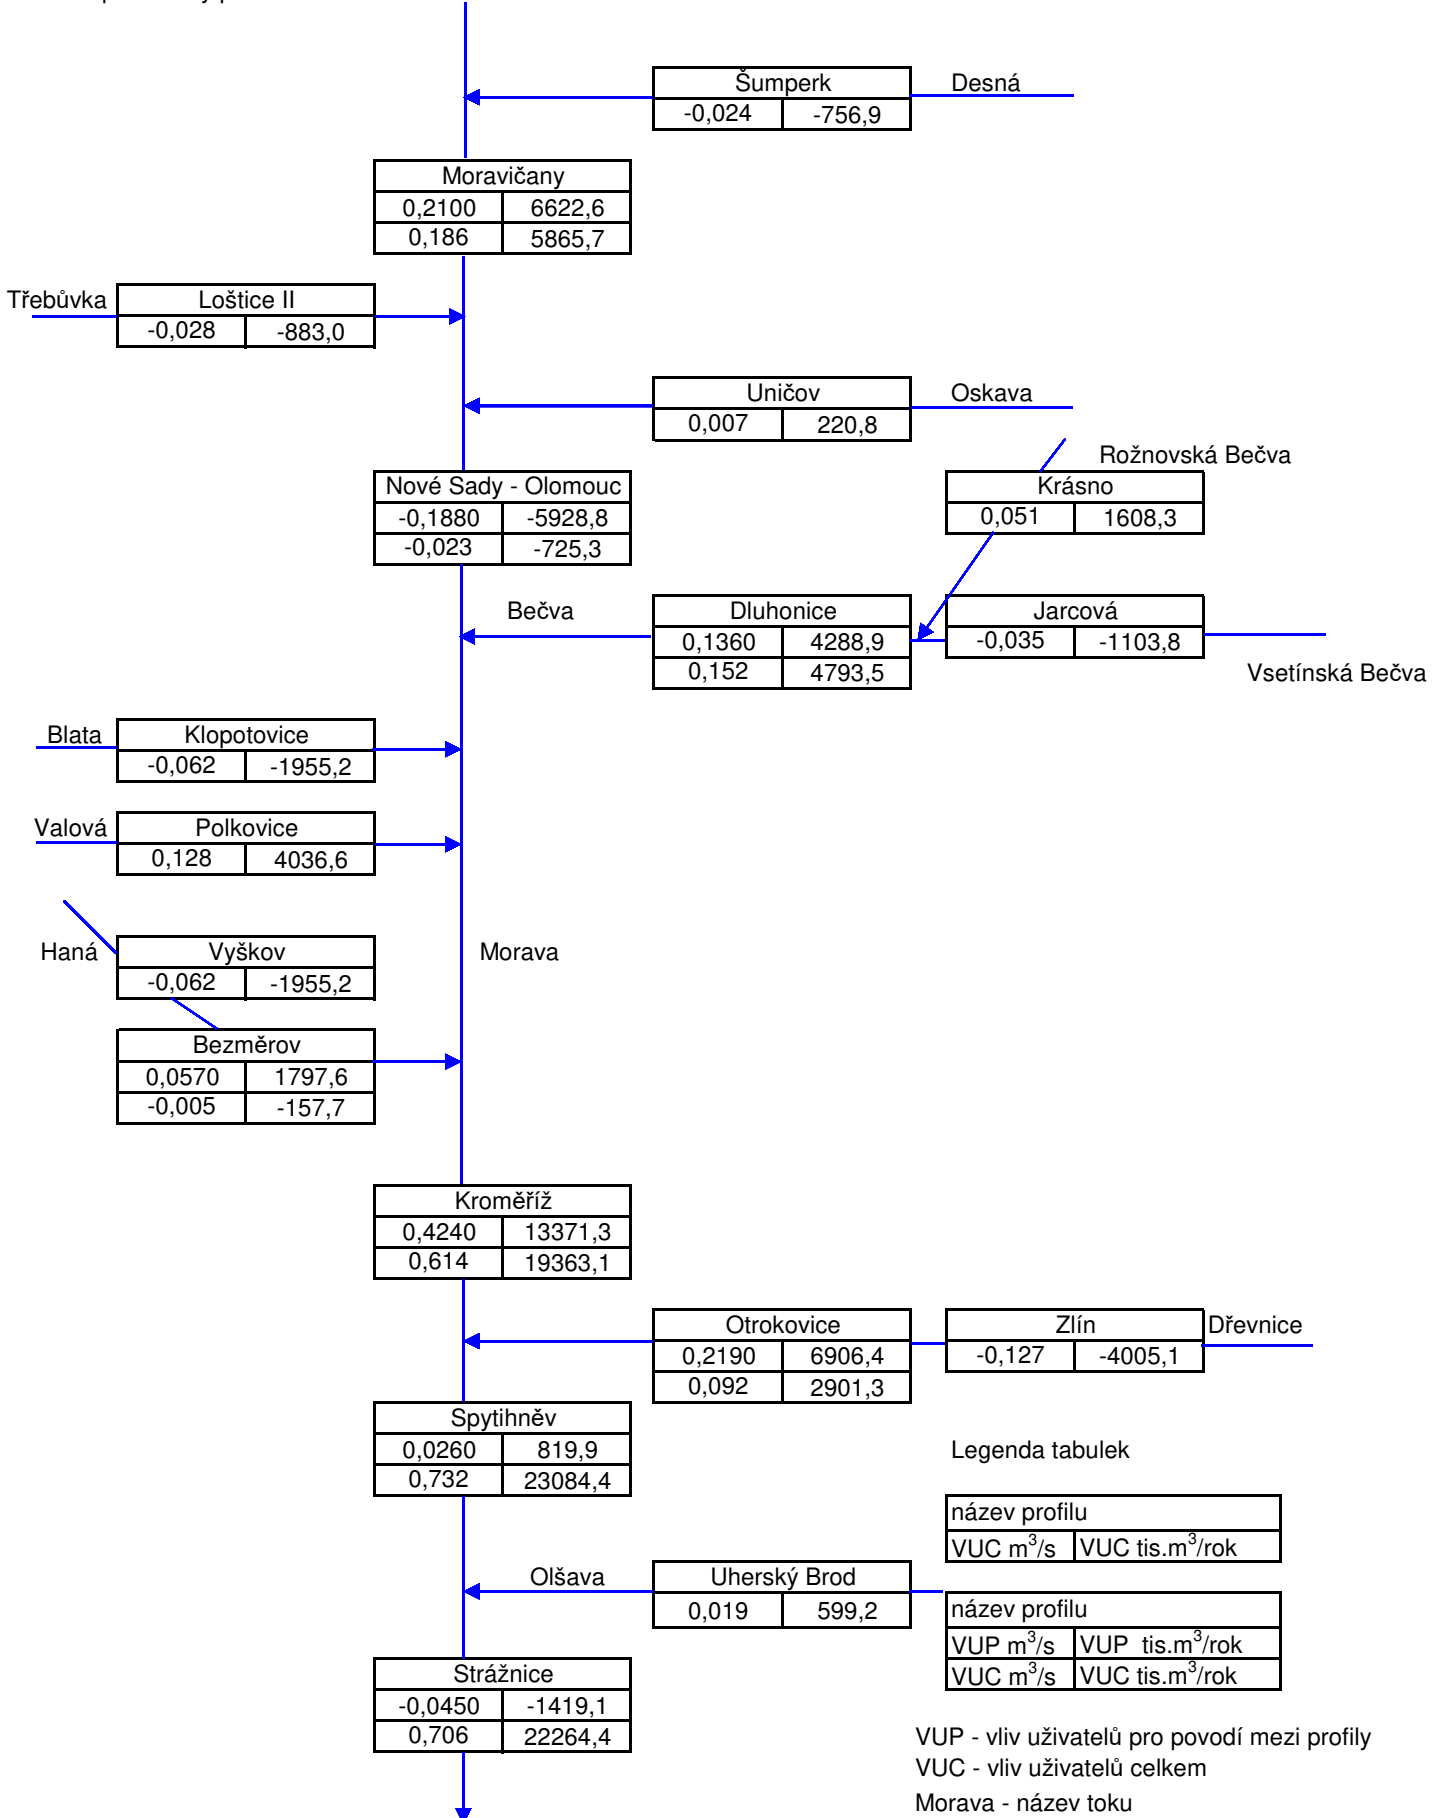 Šumperk
Desná
-0,024 -756,9
Moravičany
0,2100 6622,6
0,186 5865,7
Třebůvka
Loštice II
-0,028 -883,0
Uničov
Oskava
0,007 220,8
Rožnovská Bečva
Nové Sady - Olomouc
-0,1880 -5928,8
-0,023 -725,3
Krásno
0,051 1608,3
Bečva
Dluhonice
0,1360 4288,9
0,152 4793,5
Jarcová
-0,035 -1103,8
Vsetínská Bečva
Blata
Klopotovice
-0,062 -1955,2
Valová
Polkovice
0,128 4036,6
Haná
Vyškov
-0,062 -1955,2
Morava
Bezměrov
0,0570 1797,6
-0,005 -157,7
Kroměříž
0,4240 13371,3
0,614 19363,1
Otrokovice
0,2190 6906,4
0,092 2901,3
Zlín
-0,127 -4005,1
Dřevnice
Spytihněv
0,0260 819,9
0,732 23084,4
Legenda tabulek
název profilu
VUC m³/s VUC tis.m³/rok
Olšava
Uherský Brod
0,019 599,2
název profilu
VUP m³/s VUP tis.m³/rok
VUC m³/s VUC tis.m³/rok
Strážnice
-0,0450 -1419,1
0,706 22264,4
VUP - vliv uživatelů pro povodí mezi profily
VUC - vliv uživatelů celkem
Morava - název toku